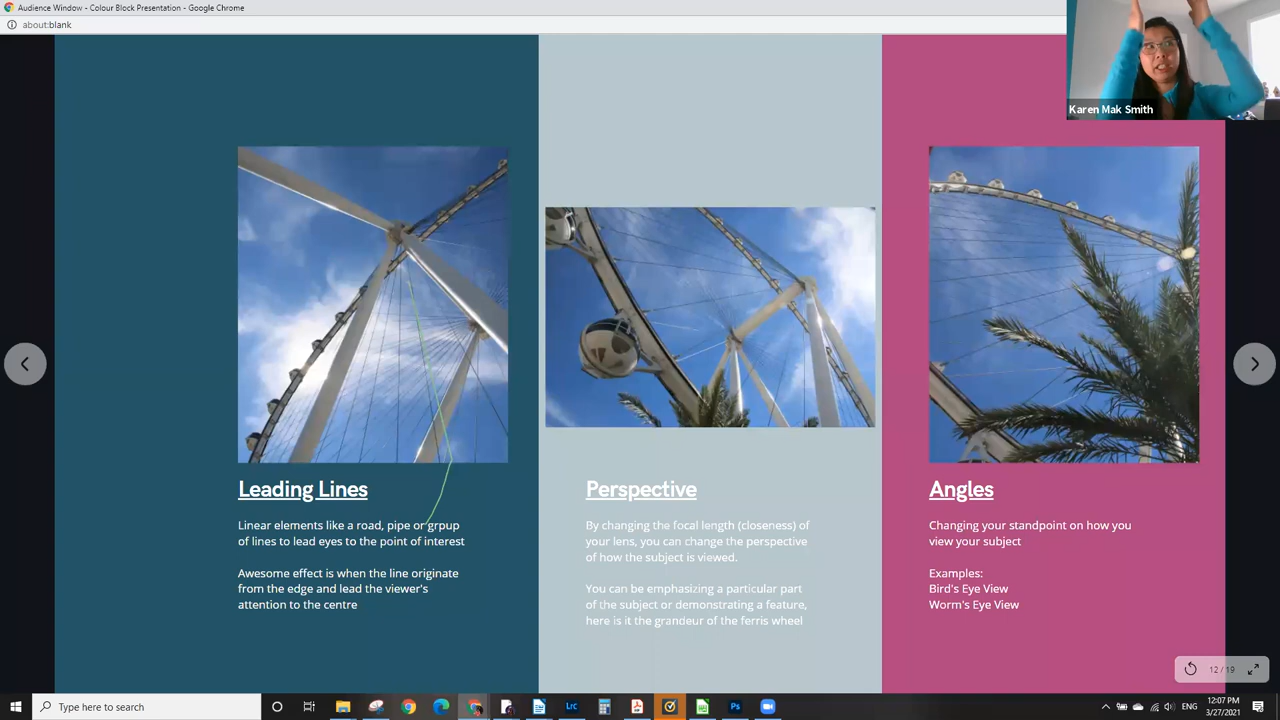 Audience Window - Colour Block Presentation - Google Chrome
about:blank
Karen Mak Smith
Leading Lines
Linear elements like a road, pipe or grpup
of lines to lead eyes to the point of interest
Awesome effect is when the line originate
from the edge and lead the viewer's
attention to the centre
Perspective
By changing the focal length (closeness) of
your lens, you can change the perspective
of how the subject is viewed.
You can be emphasizing a particular part
of the subject or demonstrating a feature,
here is it the grandeur of the ferris wheel
Angles
Changing your standpoint on how you
view your subject
Examples:
Bird's Eye View
Worm's Eye View
12 / 19
Type here to search
Lrc
Ps
ENG
12:07 PM
3/27/2021